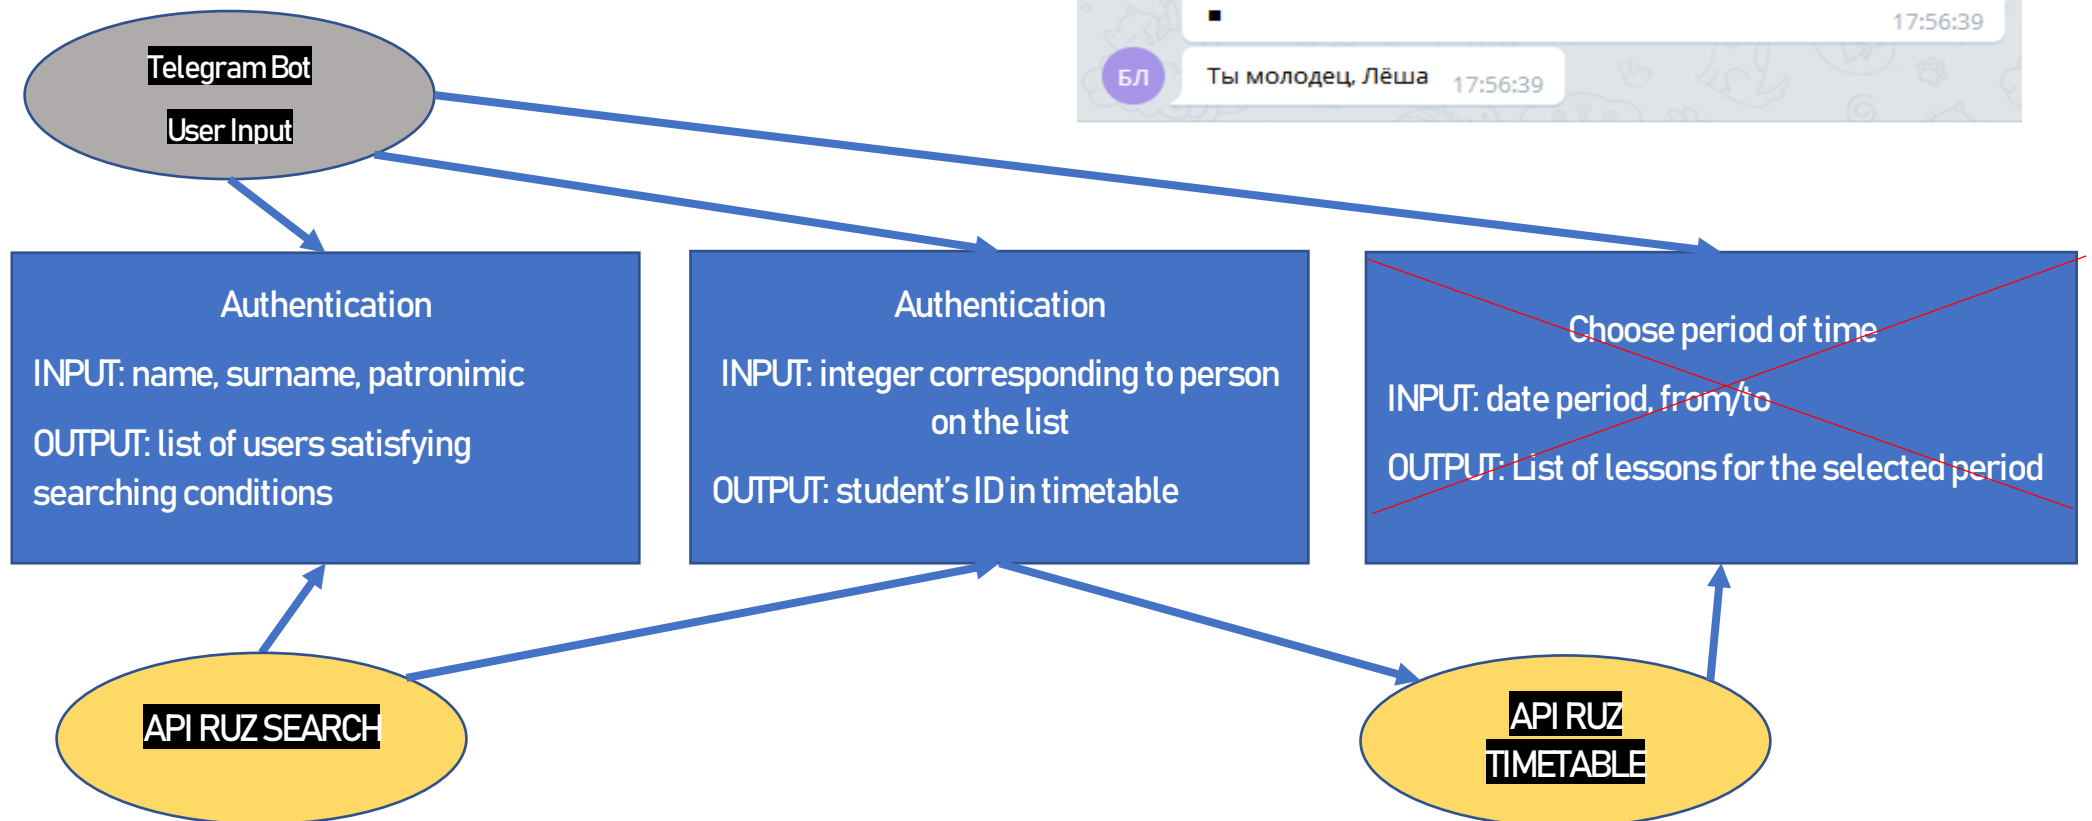 Telegram Bot
User Input
■
17:56:39
БЛ
Ты молодец, Лёша 17:56:39
Authentication
INPUT: name, surname, patronimic
OUTPUT: list of users satisfying
searching conditions
Authentication
INPUT: integer corresponding to person
on the list
OUTPUT: student’s ID in timetable
Choose period of time
INPUT: date period, from/to
OUTPUT: List of lessons for the selected period
API RUZ SEARCH
API RUZ
TIMETABLE